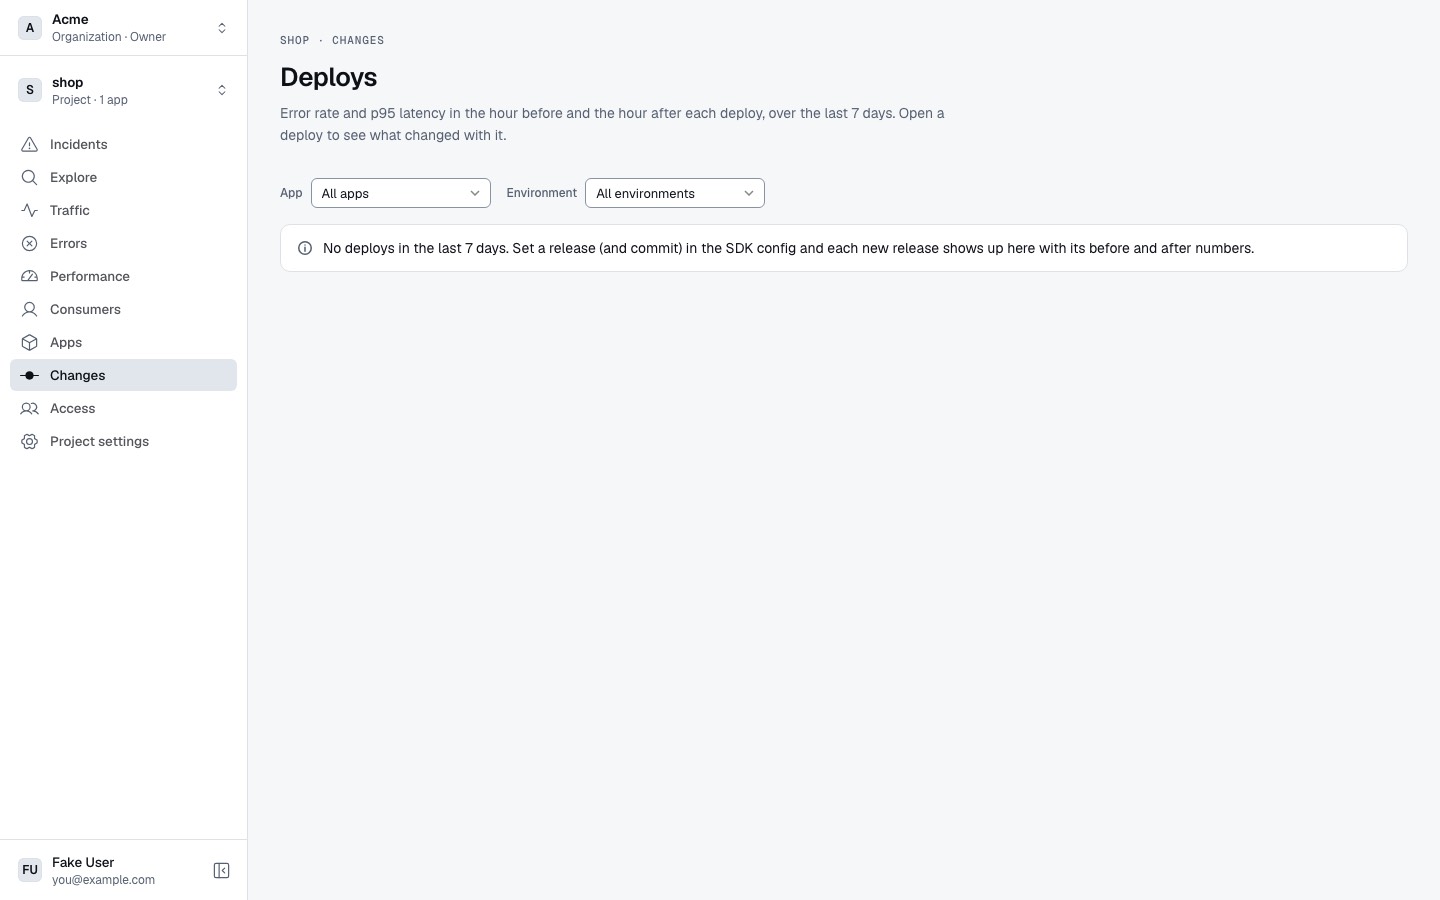 A
Acme
Organization · Owner
S
shop
Project · 1 app
Incidents
Explore
Traffic
Errors
Performance
Consumers
Apps
Changes
Access
Project settings
FU
Fake User
you@example.com
SHOP · CHANGES
Deploys
Error rate and p95 latency in the hour before and the hour after each deploy, over the last 7 days. Open a
deploy to see what changed with it.
App
All apps
Environment
All environments
No deploys in the last 7 days. Set a release (and commit) in the SDK config and each new release shows up here with its before and after numbers.